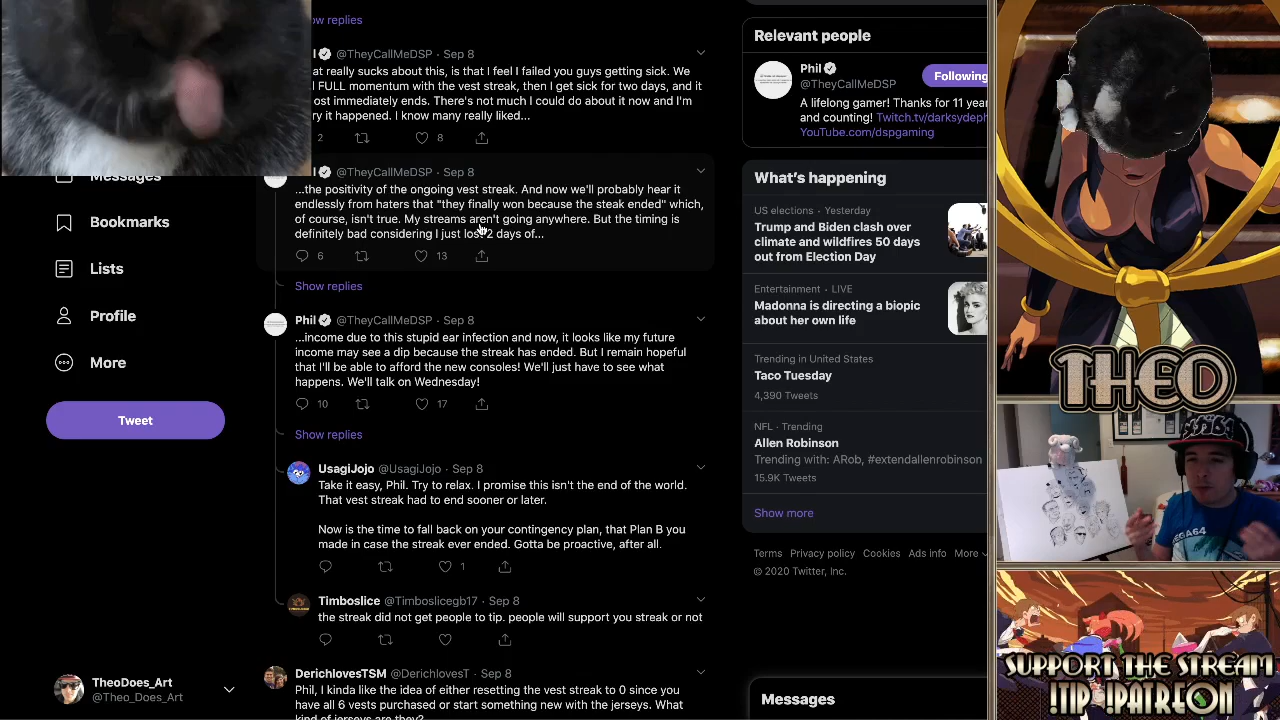 Show replies
@TheyCallMeDSP · Sep 8
at really sucks about this, is that I feel I failed you guys getting sick. We
FULL momentum with the vest streak, then I get sick for two days, and it
ost immediately ends. There's not much I could do about it now and I'm
ry it happened. I know many really liked...
2 8
@TheyCallMeDSP · Sep 8
...the positivity of the ongoing vest streak. And now we'll probably hear it
endlessly from haters that "they finally won because the steak ended" which,
of course, isn't true. My streams aren't going anywhere. But the timing is
definitely bad considering I just lost 2 days of...
6 13
Show replies
Phil @TheyCallMeDSP · Sep 8
...income due to this stupid ear infection and now, it looks like my future
income may see a dip because the streak has ended. But I remain hopeful
that I'll be able to afford the new consoles! We'll just have to see what
happens. We'll talk on Wednesday!
10 17
Show replies
UsagiJojo @UsagiJojo · Sep 8
Take it easy, Phil. Try to relax. I promise this isn't the end of the world.
That vest streak had to end sooner or later.
Now is the time to fall back on your contingency plan, that Plan B you
made in case the streak ever ended. Gotta be proactive, after all.
1
Timboslice @Timboslicegb17 · Sep 8
the streak did not get people to tip. people will support you streak or not
DerichlovesTSM @DerichlovesT · Sep 8
Phil, I kinda like the idea of either resetting the vest streak to 0 since you
have all 6 vests purchased or start something new with the jerseys. What
kind of jerseys are they?
Messages
Bookmarks
Lists
Profile
More
Tweet
TheoDoes_Art
@Theo_Does_Art
Relevant people
Phil
@TheyCallMeDSP
Following
A lifelong gamer! Thanks for 11 year
and counting! Twitch.tv/darksydeph
YouTube.com/dspgaming
What's happening
US elections · Yesterday
Trump and Biden clash over
climate and wildfires 50 days
out from Election Day
Entertainment · LIVE
Madonna is directing a biopic
about her own life
Trending in United States
Taco Tuesday
4,390 Tweets
NFL · Trending
Allen Robinson
Trending with: ARob, #extendallenrobinson
15.9K Tweets
Show more
Terms Privacy policy Cookies Ads info More
© 2020 Twitter, Inc.
Messages
THEO
SUPPORT THE STREAM
!TIP !PATREON